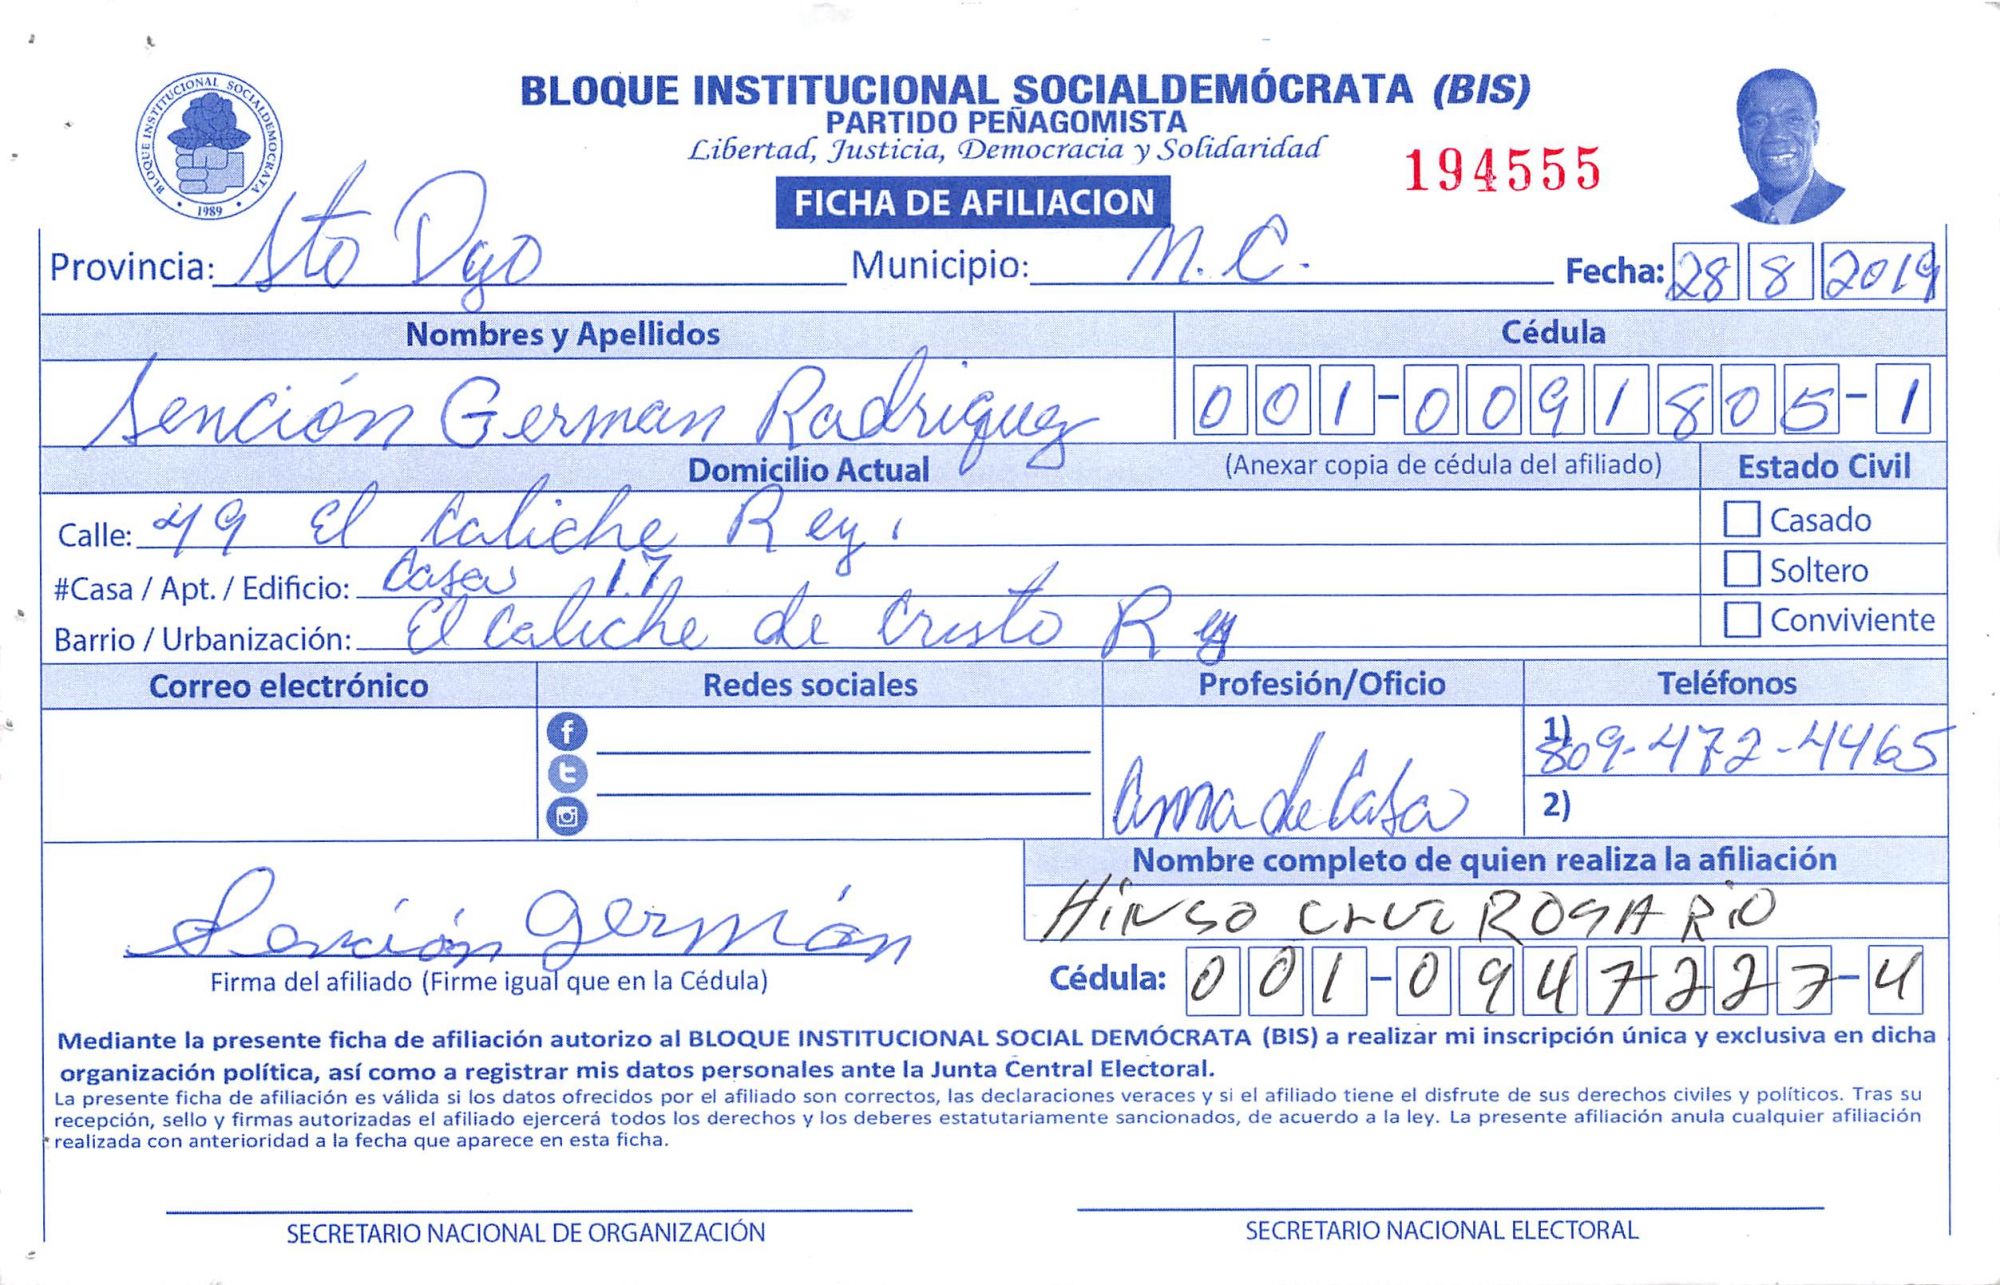 BLOQUE INSTITUCIONAL SOCIALDEMÓCRATA (BIS)
PARTIDO PEÑAGOMISTA
Libertad, Justicia, Democracia y Solidaridad
BLOQUE INSTITUCIONAL SOCIALDEMOCRATA
• 1989 •
194555
FICHA DE AFILIACION
Provincia: Sto Dgo Municipio: M. C. Fecha: 28 8 2019
Nombres y Apellidos Cédula
Sención German Radriguez 001-0091805-1
Domicilio Actual (Anexar copia de cédula del afiliado) Estado Civil
Calle: 49 El Caliche Rey. Casado
#Casa / Apt. / Edificio: Casa 17 Soltero
Barrio / Urbanización: El Caliche de Cristo Rey Conviviente
Correo electrónico Redes sociales Profesión/Oficio Teléfonos
1) 809-472-4465
Ama de Casa 2)
Nombre completo de quien realiza la afiliación
Sención Germán HINSO CRUZ ROSARIO
Firma del afiliado (Firme igual que en la Cédula) Cédula: 001-0947227-4
Mediante la presente ficha de afiliación autorizo al BLOQUE INSTITUCIONAL SOCIAL DEMÓCRATA (BIS) a realizar mi inscripción única y exclusiva en dicha
organización política, así como a registrar mis datos personales ante la Junta Central Electoral.
La presente ficha de afiliación es válida si los datos ofrecidos por el afiliado son correctos, las declaraciones veraces y si el afiliado tiene el disfrute de sus derechos civiles y políticos. Tras su
recepción, sello y firmas autorizadas el afiliado ejercerá todos los derechos y los deberes estatutariamente sancionados, de acuerdo a la ley. La presente afiliación anula cualquier afiliación
realizada con anterioridad a la fecha que aparece en esta ficha.
SECRETARIO NACIONAL DE ORGANIZACIÓN SECRETARIO NACIONAL ELECTORAL